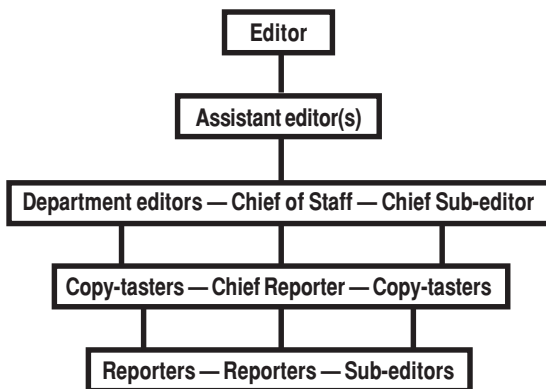 Editor
Assistant editor(s)
Department editors — Chief of Staff — Chief Sub-editor
Copy-tasters — Chief Reporter — Copy-tasters
Reporters — Reporters — Sub-editors